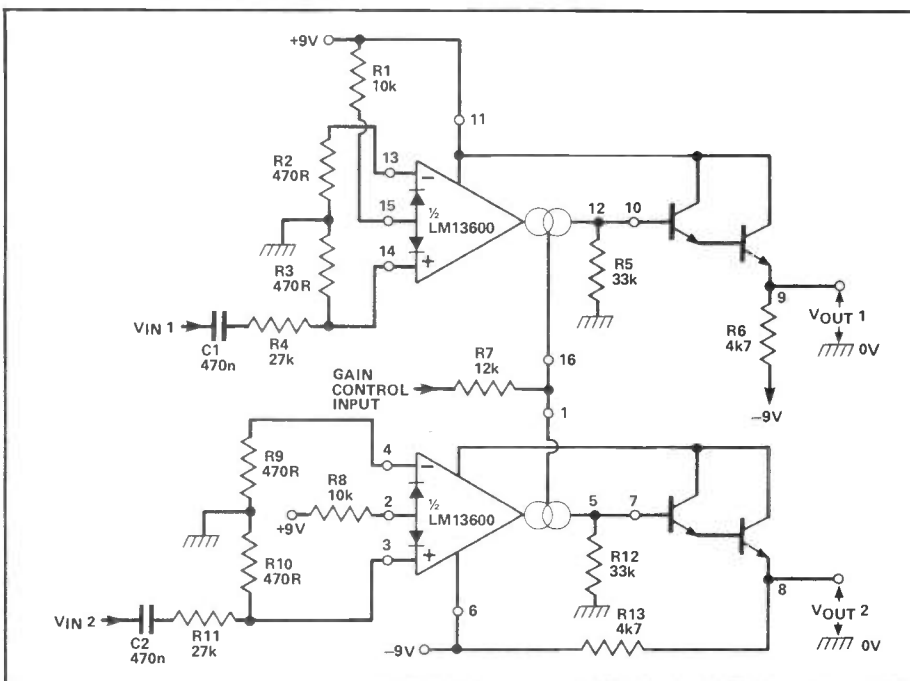 +9V
R1
10k
11
R2
470R
13
−
15
½
LM13600
14
+
R3
470R
12
10
R5
33k
9
VOUT 1
0V
R6
4k7
−9V
VIN 1
C1
470n
R4
27k
16
GAIN
CONTROL
INPUT
R7
12k
1
4
−
R9
470R
R8
10k
2
+9V
½
LM13600
3
+
R10
470R
5
7
R12
33k
8
VOUT 2
0V
6
R13
4k7
−9V
VIN 2
C2
470n
R11
27k